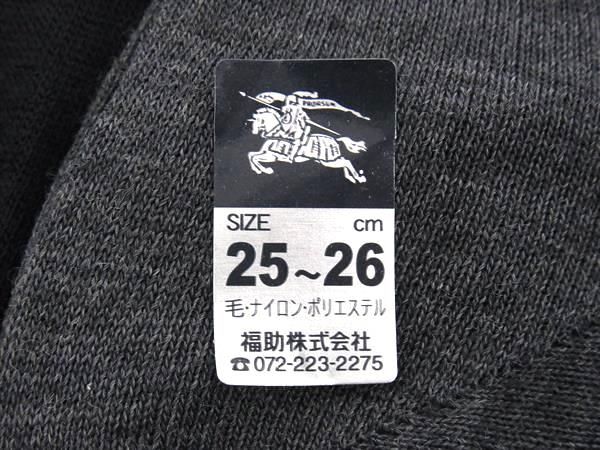 PRORSUM
SIZE cm
25~26
毛・ナイロン・ポリエステル
福助株式会社
☎072-223-2275